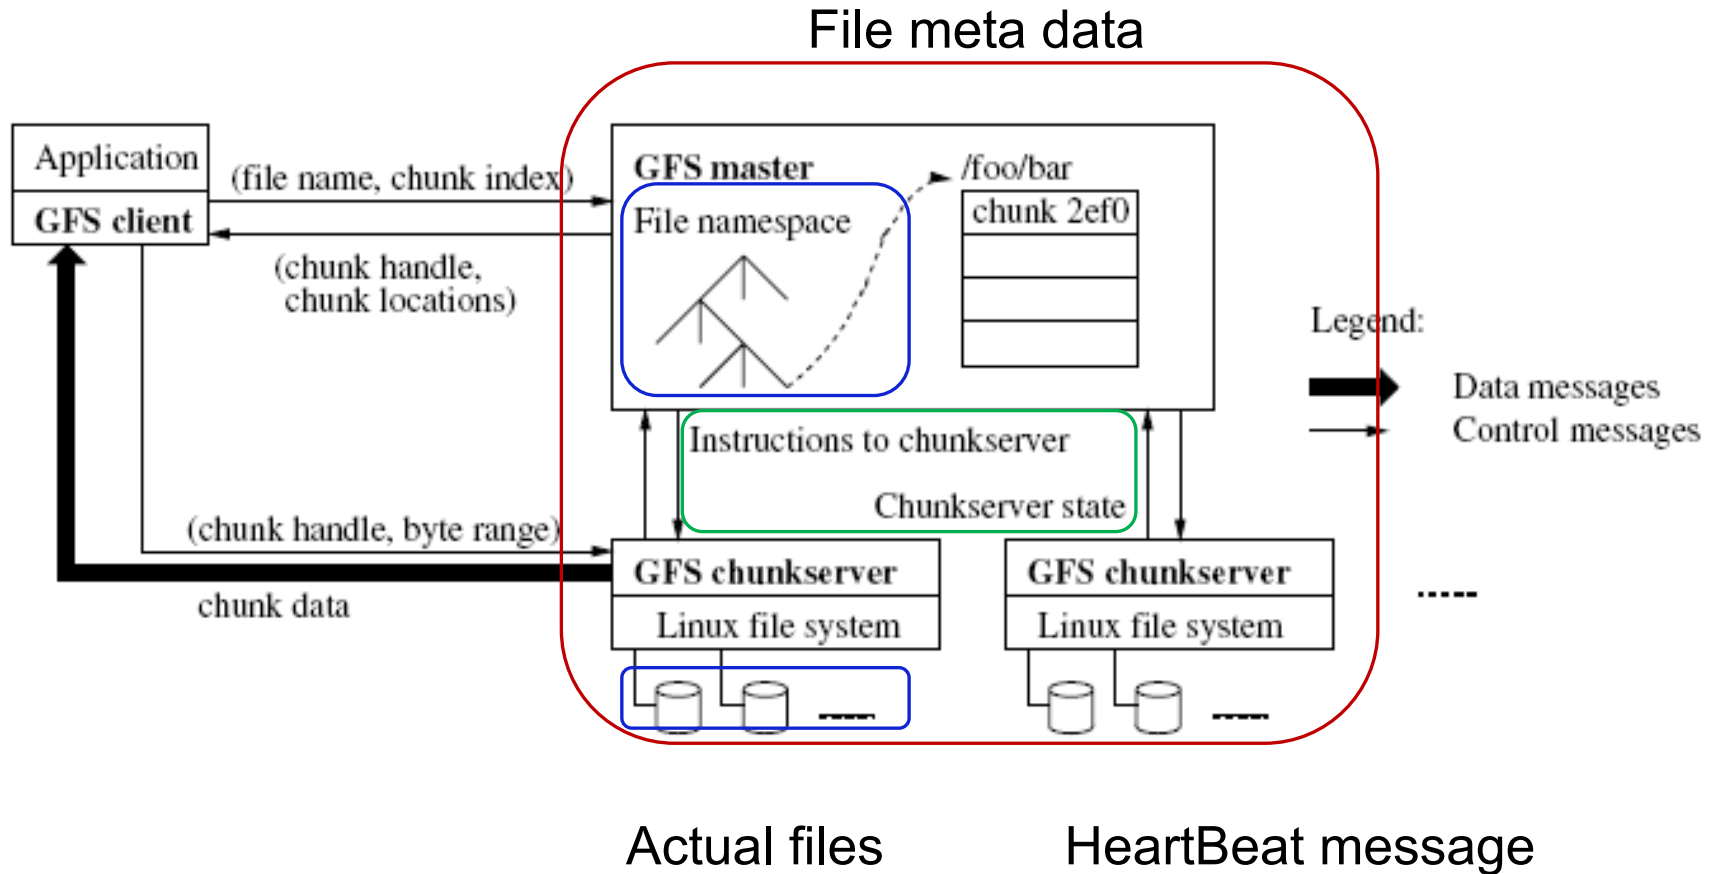 File meta data
Application
GFS client
(file name, chunk index)
(chunk handle,
chunk locations)
GFS master
File namespace
/foo/bar
chunk 2ef0
Legend:
Data messages
Control messages
Instructions to chunkserver
Chunkserver state
(chunk handle, byte range)
chunk data
GFS chunkserver
Linux file system
GFS chunkserver
Linux file system
Actual files
HeartBeat message